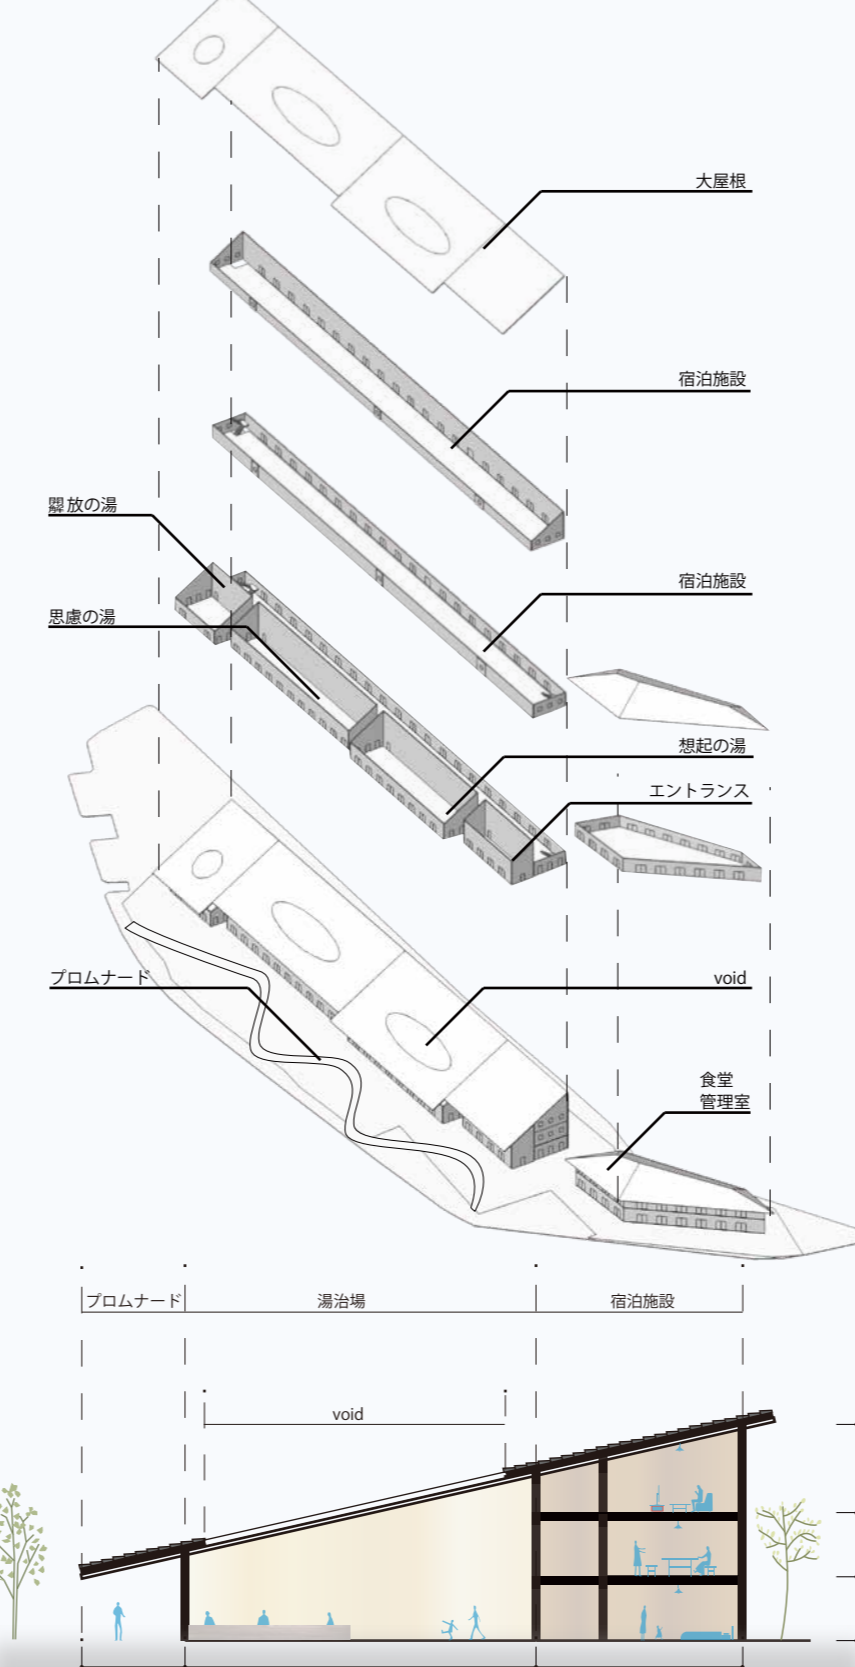 大屋根
宿泊施設
放の湯
宿泊施設
思慮の湯
想起の湯
エントランス
プロムナード
void
食堂
管理室
プロムナード
湯治場
宿泊施設
void